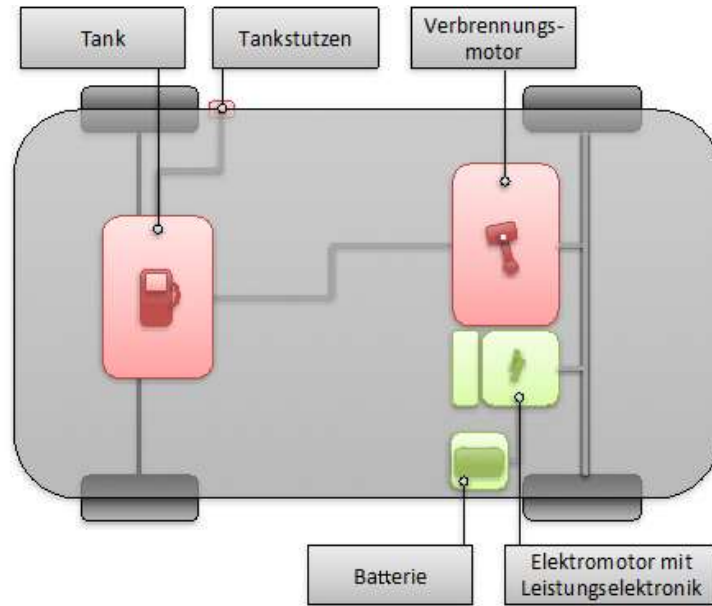 Tank
Tankstutzen
Verbrennungs-
motor
Batterie
Elektromotor mit
Leistungselektronik